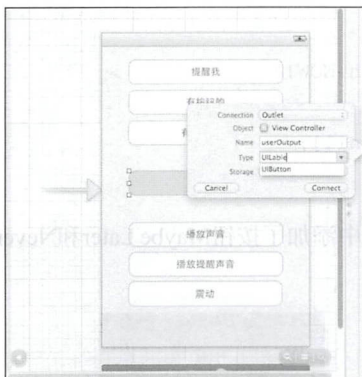 提醒我
Connection Outlet
Object View Controller
Name userOutput
Type UILable
Storage UIButton
Cancel Connect
播放声音
播放提醒声音
震动